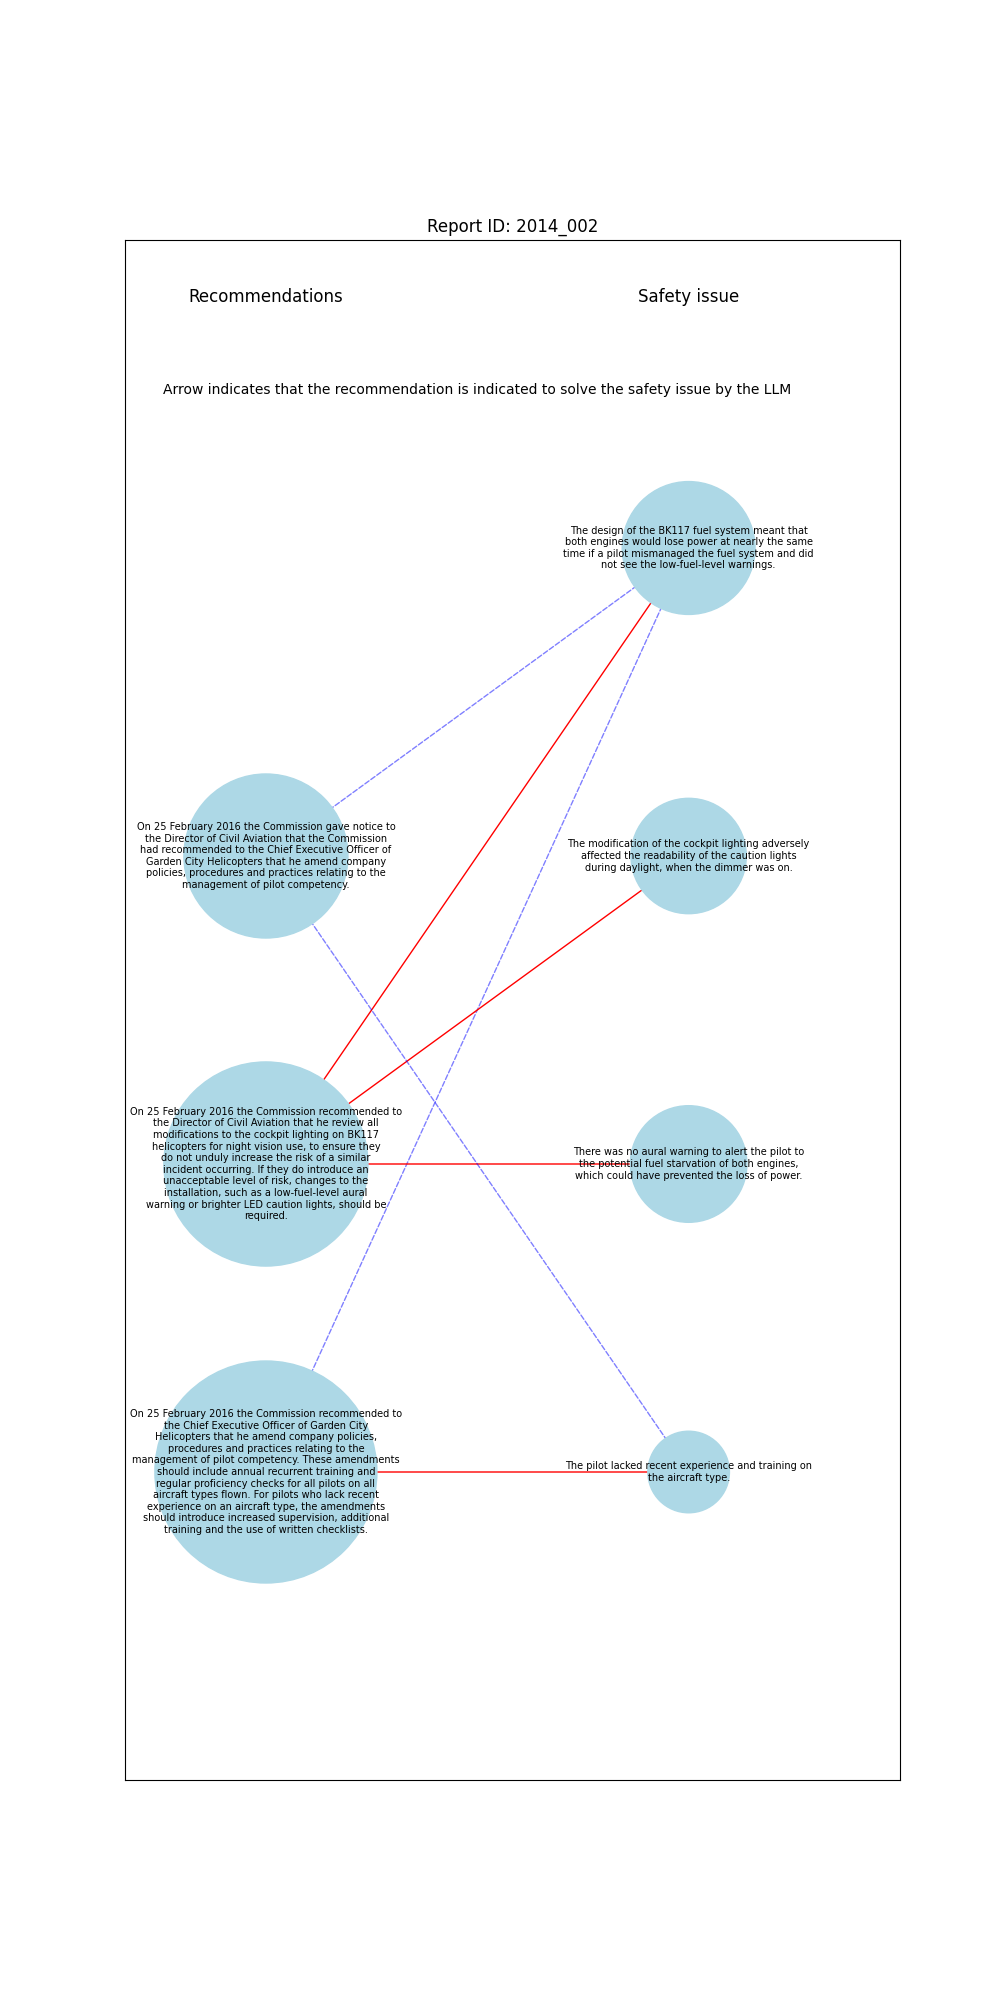 Report ID: 2014_002
Recommendations
Safety issue
Arrow indicates that the recommendation is indicated to solve the safety issue by the LLM
The design of the BK117 fuel system meant that
both engines would lose power at nearly the same
time if a pilot mismanaged the fuel system and did
not see the low-fuel-level warnings.
On 25 February 2016 the Commission gave notice to
the Director of Civil Aviation that the Commission
had recommended to the Chief Executive Officer of
Garden City Helicopters that he amend company
policies, procedures and practices relating to the
management of pilot competency.
The modification of the cockpit lighting adversely
affected the readability of the caution lights
during daylight, when the dimmer was on.
On 25 February 2016 the Commission recommended to
the Director of Civil Aviation that he review all
modifications to the cockpit lighting on BK117
helicopters for night vision use, to ensure they
do not unduly increase the risk of a similar
incident occurring. If they do introduce an
unacceptable level of risk, changes to the
installation, such as a low-fuel-level aural
warning or brighter LED caution lights, should be
required.
There was no aural warning to alert the pilot to
the potential fuel starvation of both engines,
which could have prevented the loss of power.
On 25 February 2016 the Commission recommended to
the Chief Executive Officer of Garden City
Helicopters that he amend company policies,
procedures and practices relating to the
management of pilot competency. These amendments
should include annual recurrent training and
regular proficiency checks for all pilots on all
aircraft types flown. For pilots who lack recent
experience on an aircraft type, the amendments
should introduce increased supervision, additional
training and the use of written checklists.
The pilot lacked recent experience and training on
the aircraft type.